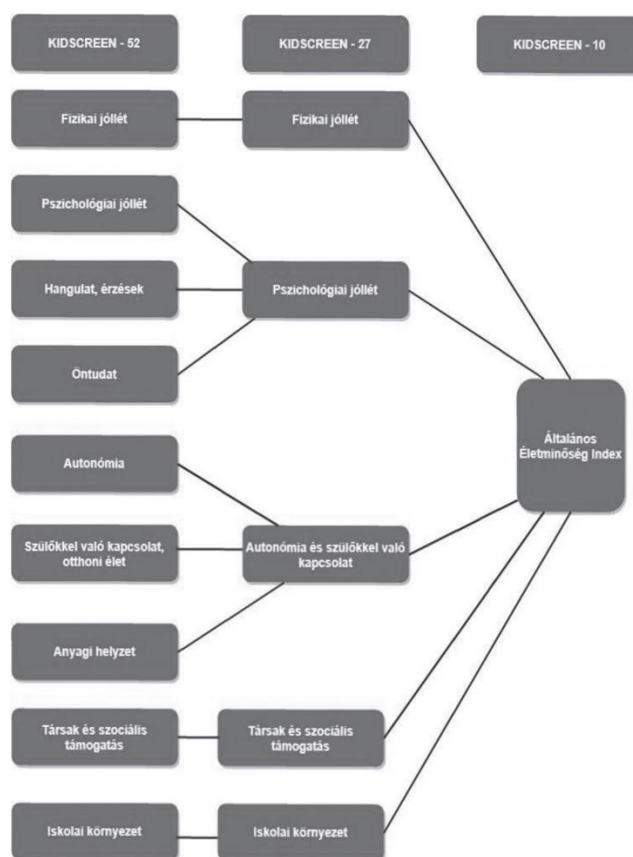 KIDSCREEN - 52
KIDSCREEN - 27
KIDSCREEN - 10
Fizikai jóllét
Fizikai jóllét
Pszichológiai jóllét
Hangulat, érzések
Pszichológiai jóllét
Öntudat
Általános
Életminőség Index
Autonómia
Szülőkkel való kapcsolat,
otthoni élet
Autonómia és szülőkkel való
kapcsolat
Anyagi helyzet
Társak és szociális
támogatás
Társak és szociális
támogatás
Iskolai környezet
Iskolai környezet